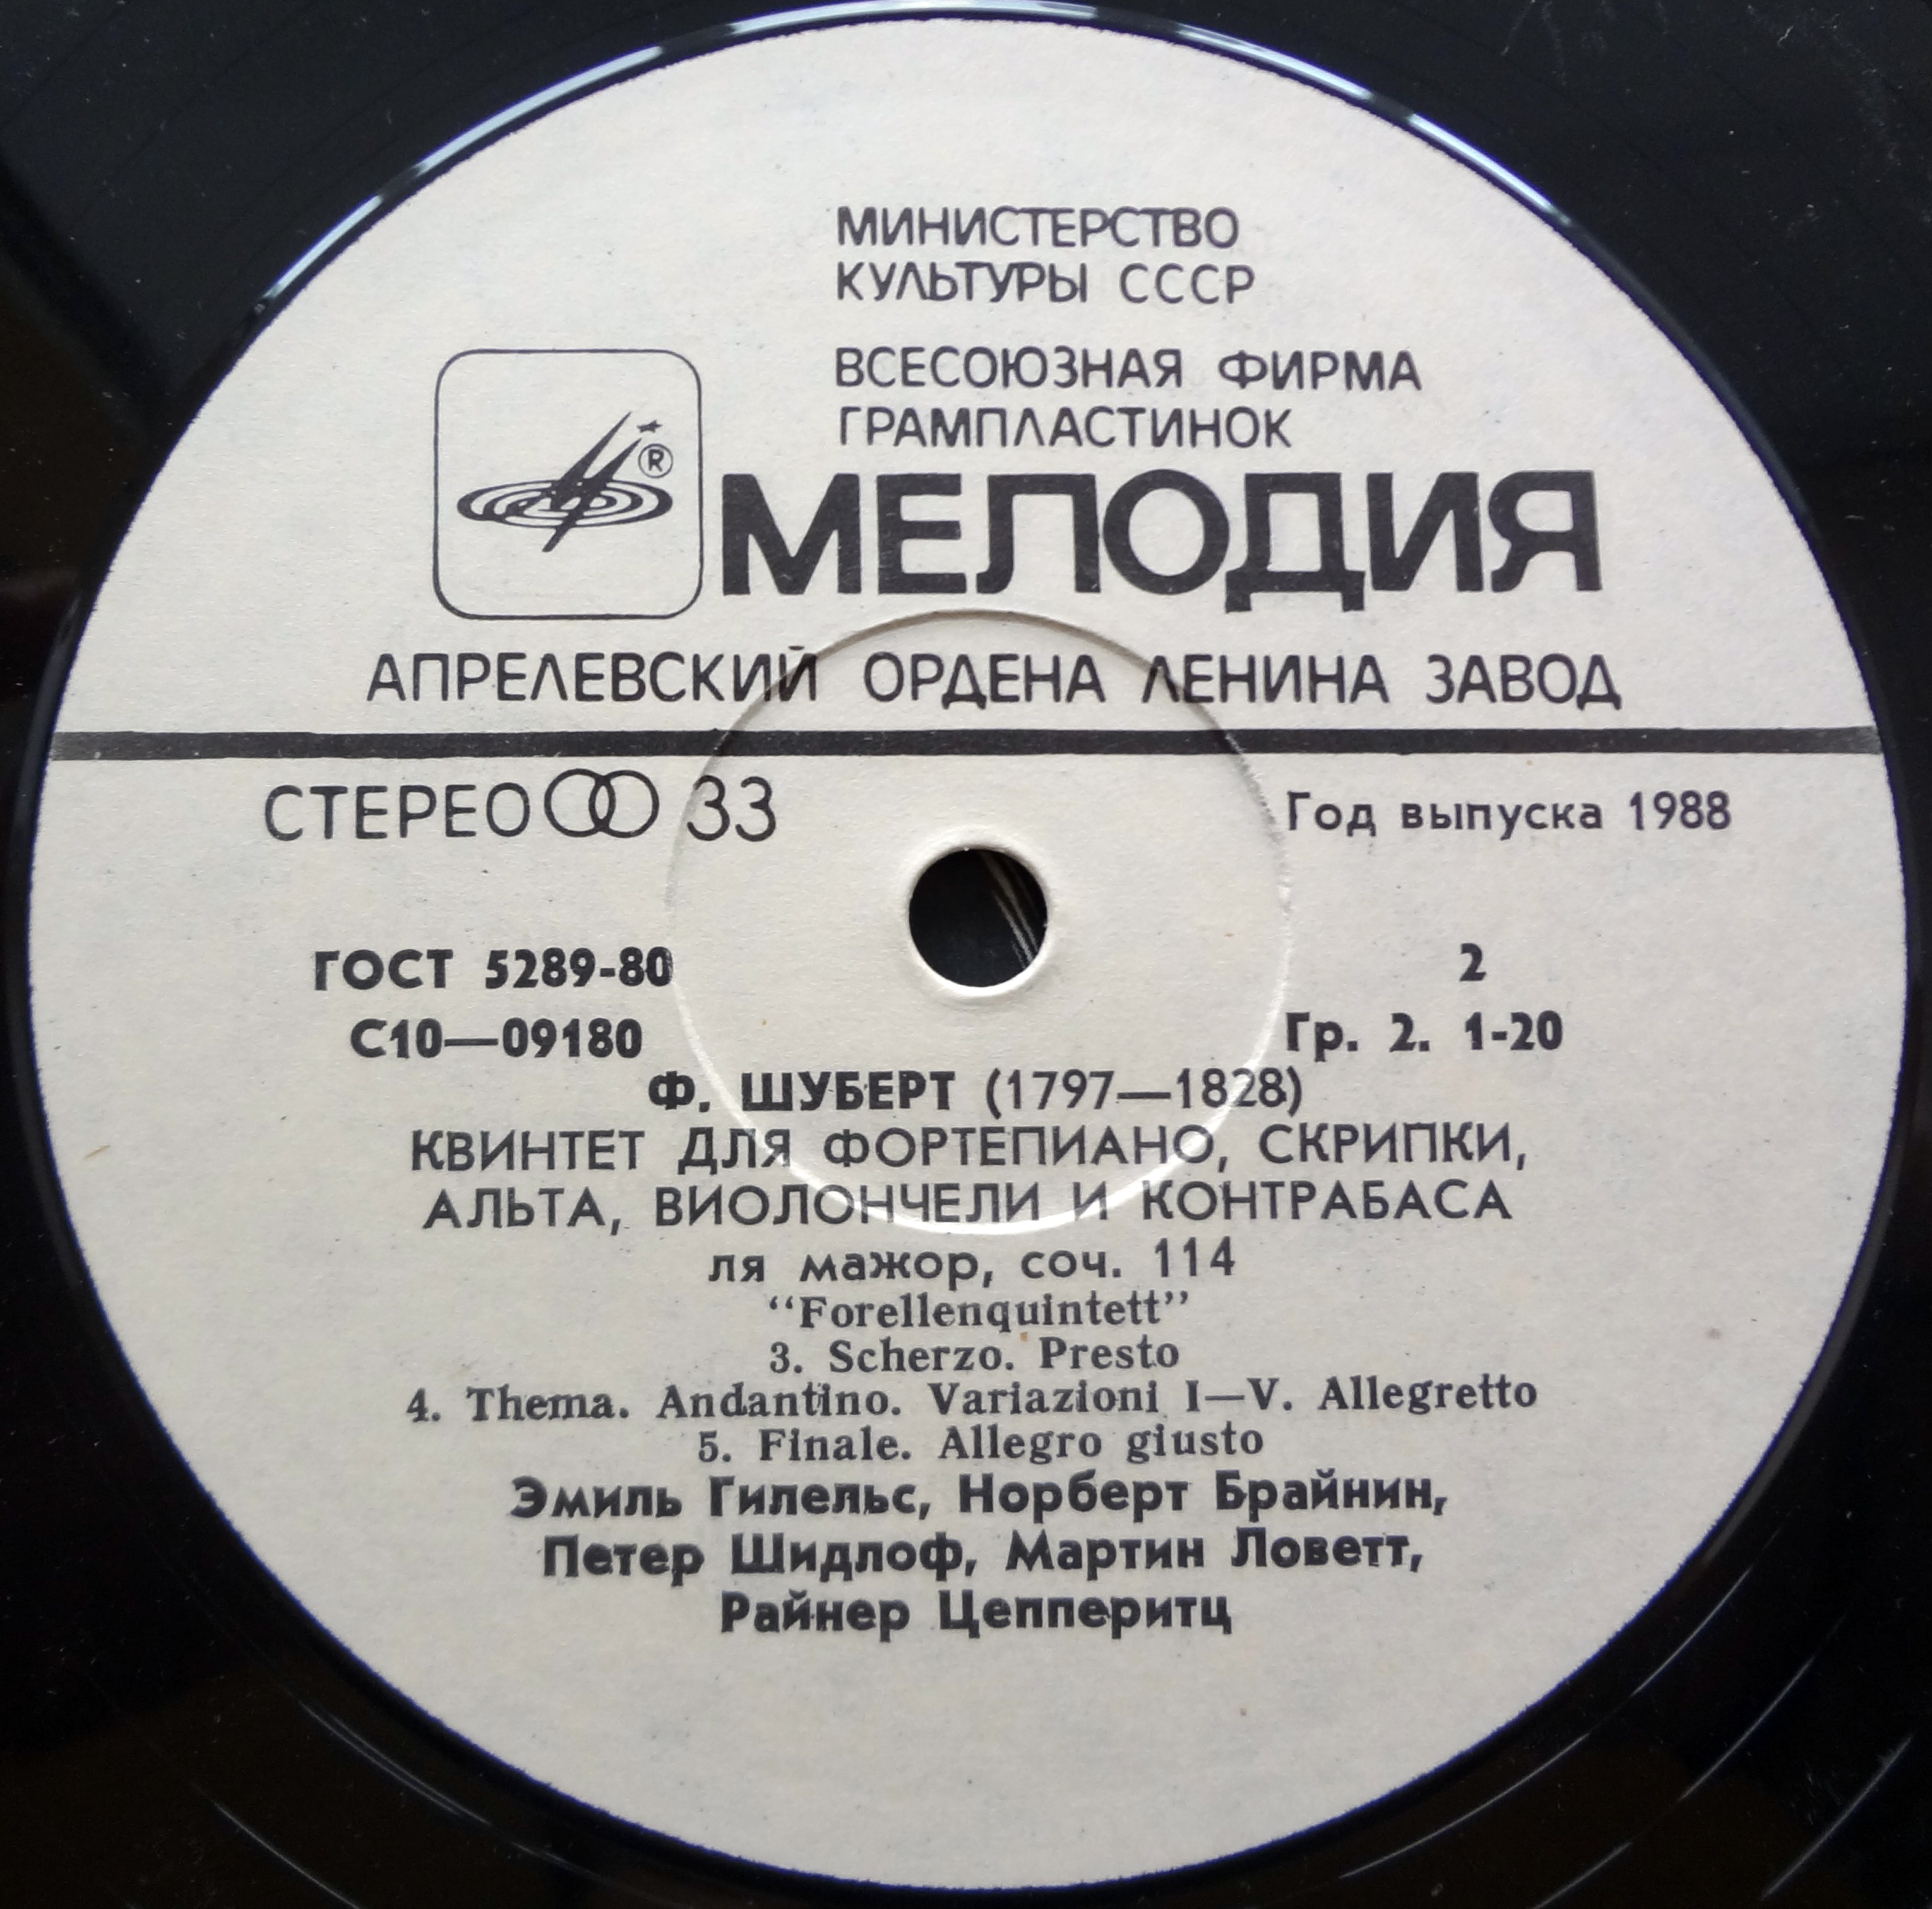 МИНИСТЕРСТВО
КУЛЬТУРЫ СССР
ВСЕСОЮЗНАЯ ФИРМА
ГРАМПЛАСТИНОК
®
МЕЛОДИЯ
АПРЕЛЕВСКИЙ ОРДЕНА ЛЕНИНА ЗАВОД
СТЕРЕО 33
Год выпуска 1988
ГОСТ 5289-80
2
С10—09180
Гр. 2. 1-20
Ф. ШУБЕРТ (1797—1828)
КВИНТЕТ ДЛЯ ФОРТЕПИАНО, СКРИПКИ,
АЛЬТА, ВИОЛОНЧЕЛИ И КОНТРАБАСА
ля мажор, соч. 114
“Forellenquintett”
3. Scherzo. Presto
4. Thema. Andantino. Variazioni I—V. Allegretto
5. Finale. Allegro giusto
Эмиль Гилельс, Норберт Брайнин,
Петер Шидлоф, Мартин Ловетт,
Райнер Цепперитц